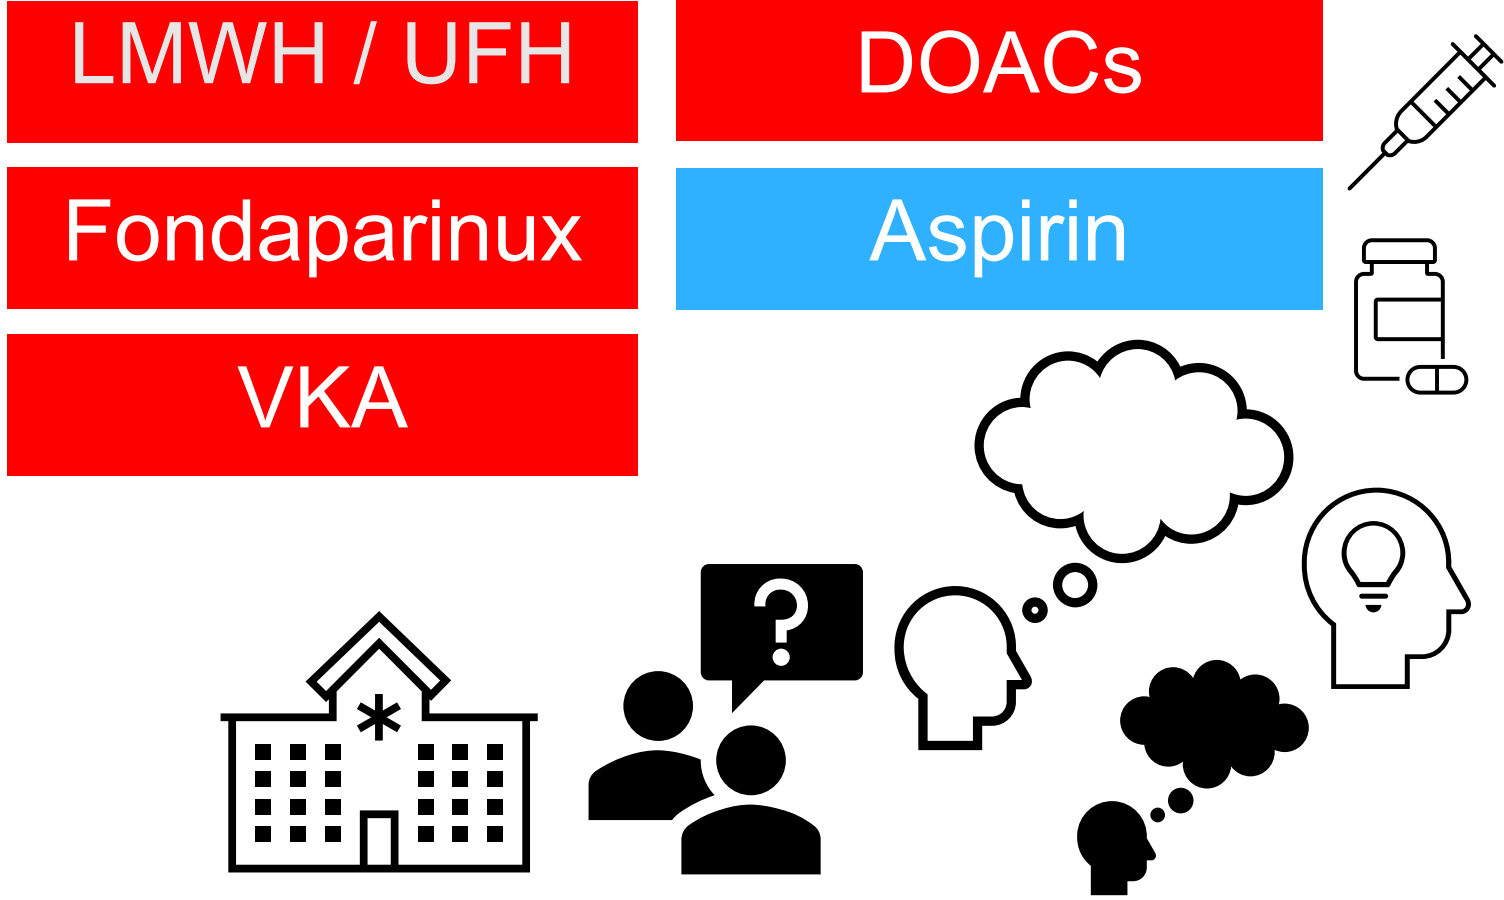 LMWH / UFH
DOACs
Fondaparinux
Aspirin
VKA
?